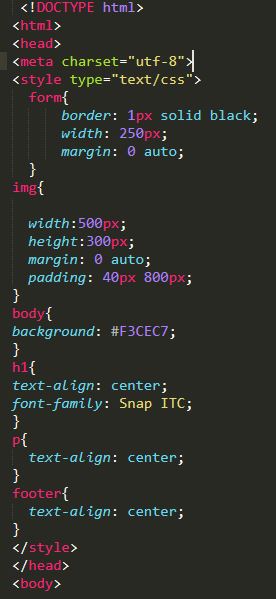 <!DOCTYPE html>
<html>
<head>
<meta charset="utf-8">
<style type="text/css">
form{
border: 1px solid black;
width: 250px;
margin: 0 auto;
}
img{
width:500px;
height:300px;
margin: 0 auto;
padding: 40px 800px;
}
body{
background: #F3CEC7;
}
h1{
text-align: center;
font-family: Snap ITC;
}
p{
text-align: center;
}
footer{
text-align: center;
}
</style>
</head>
<body>